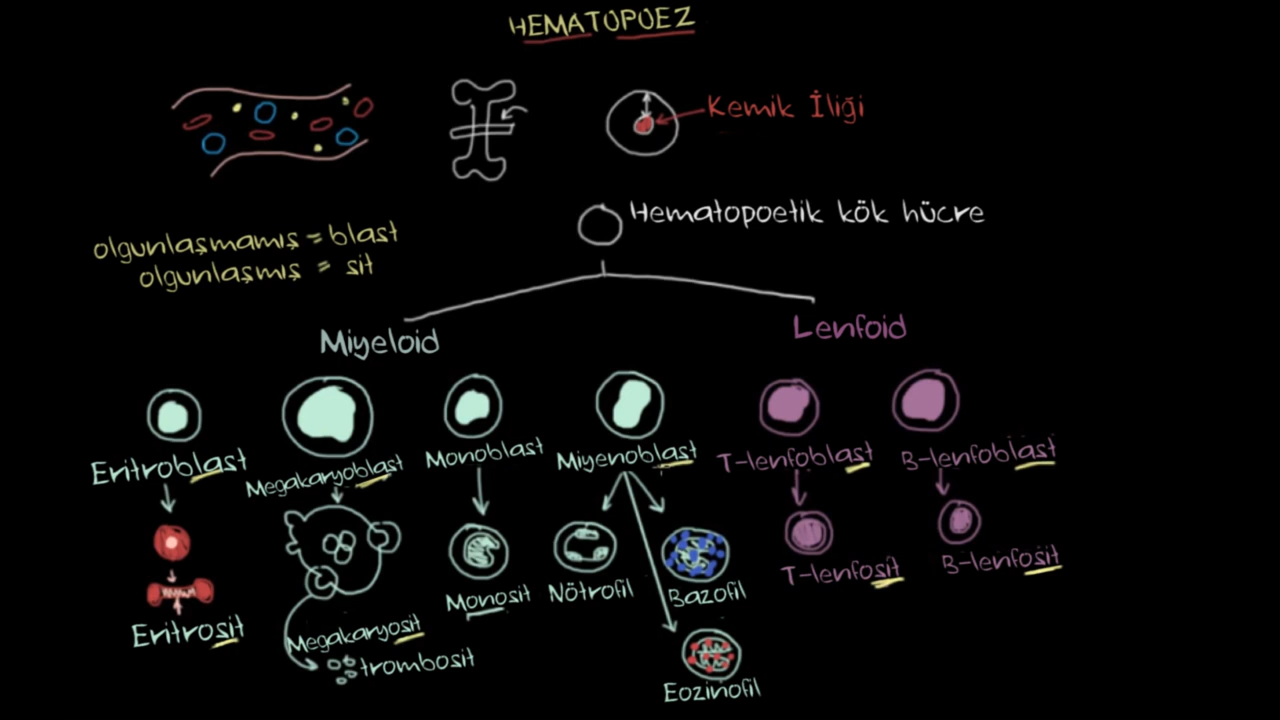 HEMATOPOEZ
Kemik İliği
Hematopoetik kök hücre
olgunlaşmamış = blast
olgunlaşmış = sit
Miyeloid
Lenfoid
Eritroblast
Megakaryoblast
Monoblast
Miyenoblast
T-lenfoblast
B-lenfoblast
Eritrosit
Megakaryosit
trombosit
Monosit
Nötrofil
Bazofil
Eozinofil
T-lenfosit
B-lenfosit